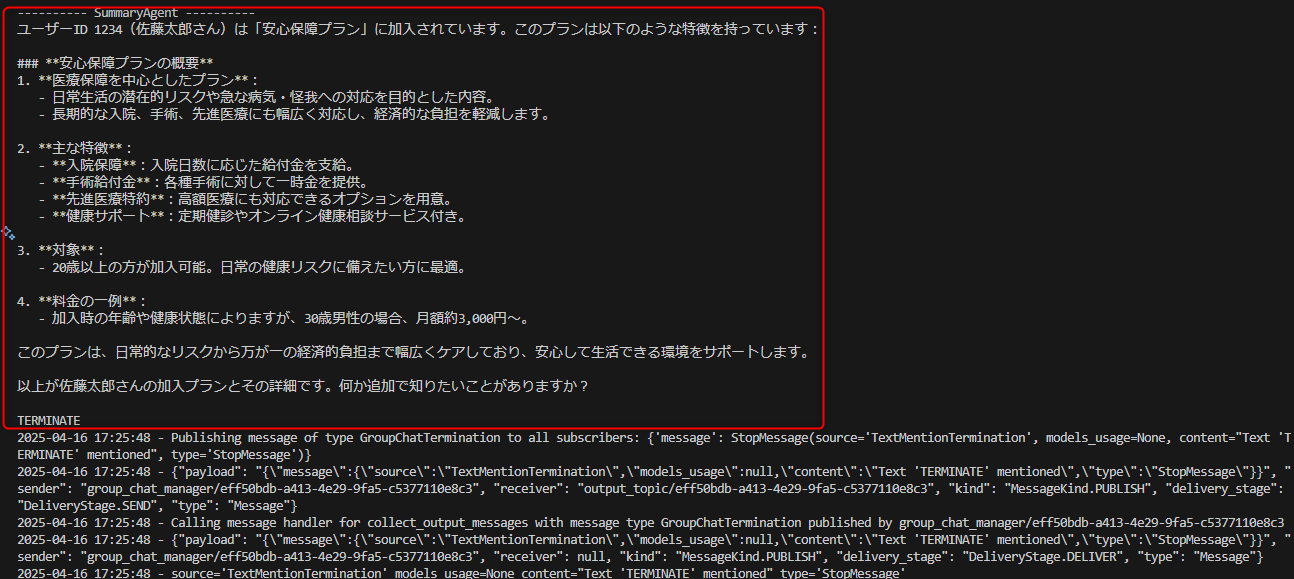 ---------- SummaryAgent ----------
ユーザーID 1234（佐藤太郎さん）は「安心保障プラン」に加入されています。このプランは以下のような特徴を持っています：
### **安心保障プランの概要**
1. **医療保障を中心としたプラン**：
- 日常生活の潜在的リスクや急な病気・怪我への対応を目的とした内容。
- 長期的な入院、手術、先進医療にも幅広く対応し、経済的な負担を軽減します。
2. **主な特徴**：
- **入院保障**：入院日数に応じた給付金を支給。
- **手術給付金**：各種手術に対して一時金を提供。
- **先進医療特約**：高額医療にも対応できるオプションを用意。
- **健康サポート**：定期健診やオンライン健康相談サービス付き。
3. **対象**：
- 20歳以上の方が加入可能。日常の健康リスクに備えたい方に最適。
4. **料金の一例**：
- 加入時の年齢や健康状態によりますが、30歳男性の場合、月額約3,000円～。
このプランは、日常的なリスクから万が一の経済的負担まで幅広くケアしており、安心して生活できる環境をサポートします。
以上が佐藤太郎さんの加入プランとその詳細です。何か追加で知りたいことがありますか？
TERMINATE
2025-04-16 17:25:48 - Publishing message of type GroupChatTermination to all subscribers: {'message': StopMessage(source='TextMentionTermination', models_usage=None, content="Text 'T
ERMINATE' mentioned", type='StopMessage')}
2025-04-16 17:25:48 - {"payload": "{\"message\":{\"source\":\"TextMentionTermination\",\"models_usage\":null,\"content\":\"Text 'TERMINATE' mentioned\",\"type\":\"StopMessage\"}}", "
sender": "group_chat_manager/eff50bdb-a413-4e29-9fa5-c5377110e8c3", "receiver": "output_topic/eff50bdb-a413-4e29-9fa5-c5377110e8c3", "kind": "MessageKind.PUBLISH", "delivery_stage":
"DeliveryStage.SEND", "type": "Message"}
2025-04-16 17:25:48 - Calling message handler for collect_output_messages with message type GroupChatTermination published by group_chat_manager/eff50bdb-a413-4e29-9fa5-c5377110e8c3
2025-04-16 17:25:48 - {"payload": "{\"message\":{\"source\":\"TextMentionTermination\",\"models_usage\":null,\"content\":\"Text 'TERMINATE' mentioned\",\"type\":\"StopMessage\"}}", "
sender": "group_chat_manager/eff50bdb-a413-4e29-9fa5-c5377110e8c3", "receiver": null, "kind": "MessageKind.PUBLISH", "delivery_stage": "DeliveryStage.DELIVER", "type": "Message"}
2025-04-16 17:25:48 - source='TextMentionTermination' models_usage=None content="Text 'TERMINATE' mentioned" type='StopMessage'